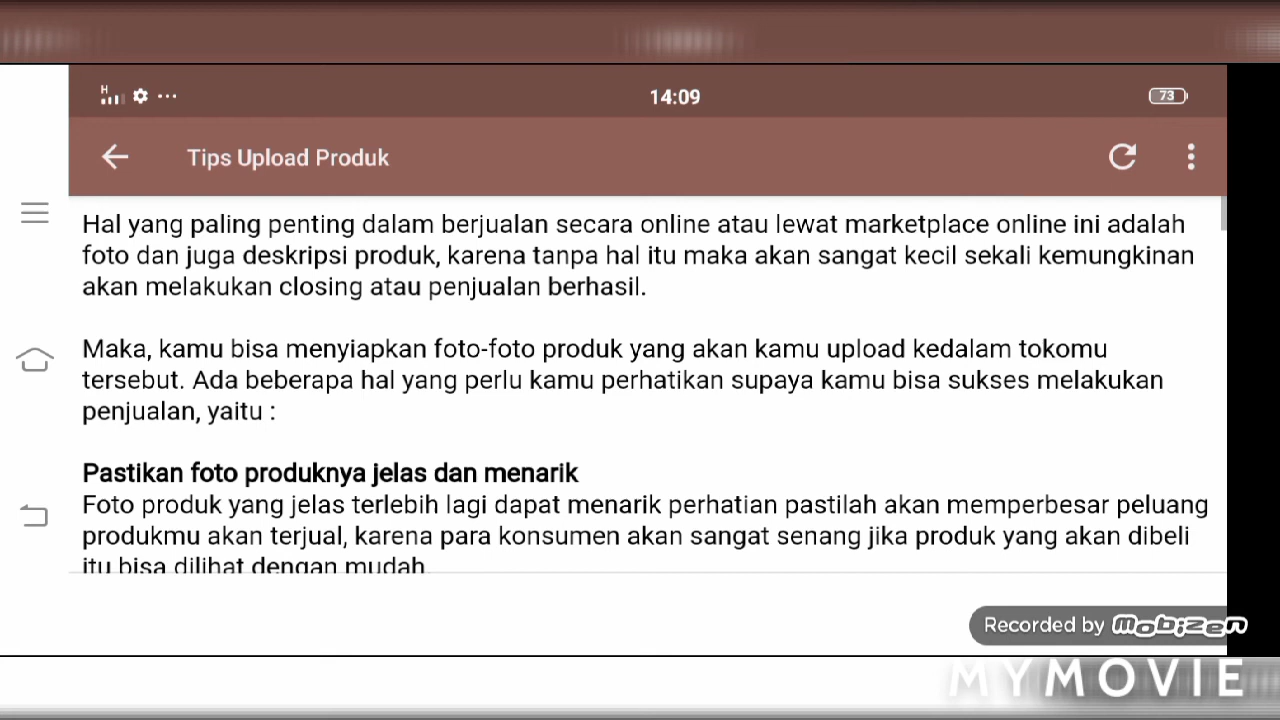 H
14:09
73
Tips Upload Produk
Hal yang paling penting dalam berjualan secara online atau lewat marketplace online ini adalah
foto dan juga deskripsi produk, karena tanpa hal itu maka akan sangat kecil sekali kemungkinan
akan melakukan closing atau penjualan berhasil.
Maka, kamu bisa menyiapkan foto-foto produk yang akan kamu upload kedalam tokomu
tersebut. Ada beberapa hal yang perlu kamu perhatikan supaya kamu bisa sukses melakukan
penjualan, yaitu :
Pastikan foto produknya jelas dan menarik
Foto produk yang jelas terlebih lagi dapat menarik perhatian pastilah akan memperbesar peluang
produkmu akan terjual, karena para konsumen akan sangat senang jika produk yang akan dibeli
itu bisa dilihat dengan mudah.
Recorded by mobizen
MYMOVIE